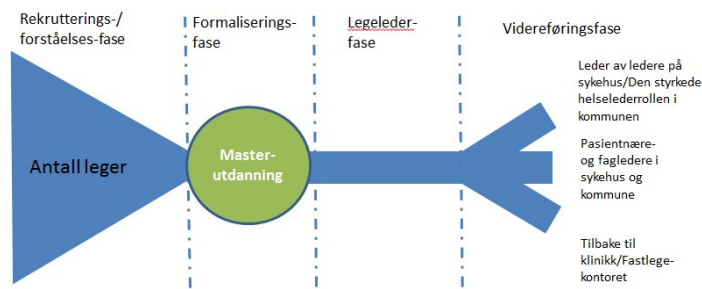 Rekrutterings-/
forståelses-fase
Formaliserings-
fase
Legeleder-
fase
Videreføringsfase
Antall leger
Master-
utdanning
Leder av ledere på
sykehus/Den styrkede
helselederrollen i
kommunen
Pasientnære-
og fagledere i
sykehus og
kommune
Tilbake til
klinikk/Fastlege-
kontoret